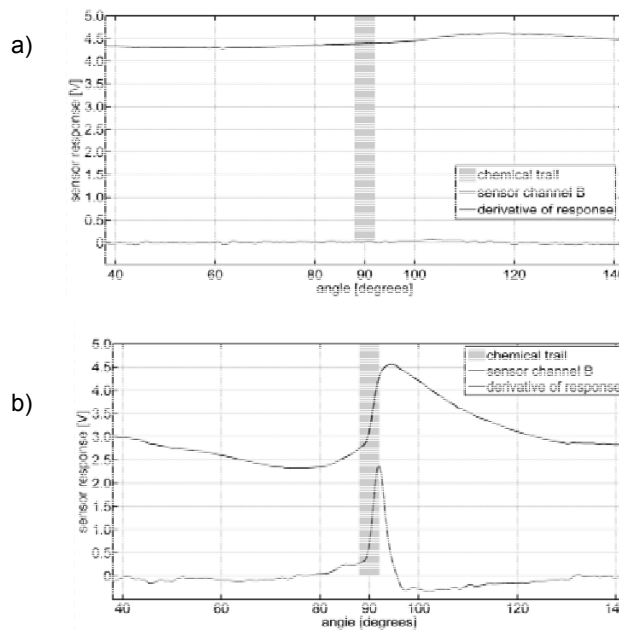 a)
5.0
4.5
4.0
3.5
3.0
2.5
2.0
1.5
1.0
0.5
0
sensor response [V]
chemical trail
sensor channel B
derivative of response
40 60 80 90 100 120 140
angle [degrees]
b)
5.0
4.5
4.0
3.5
3.0
2.5
2.0
1.5
1.0
0.5
0
sensor response [V]
chemical trail
sensor channel B
derivative of response
40 60 80 90 100 120
angle [degrees]